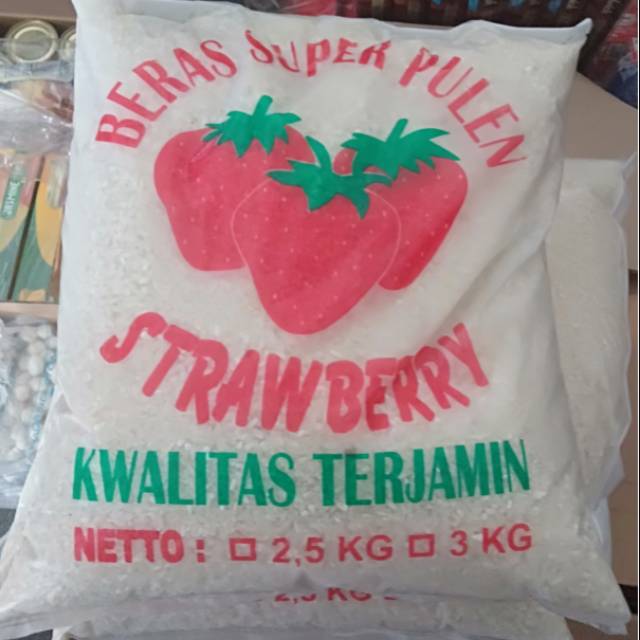 BERAS SUPER PULEN
STRAWBERRY
KWALITAS TERJAMIN
NETTO : □ 2,5 KG □ 3 KG